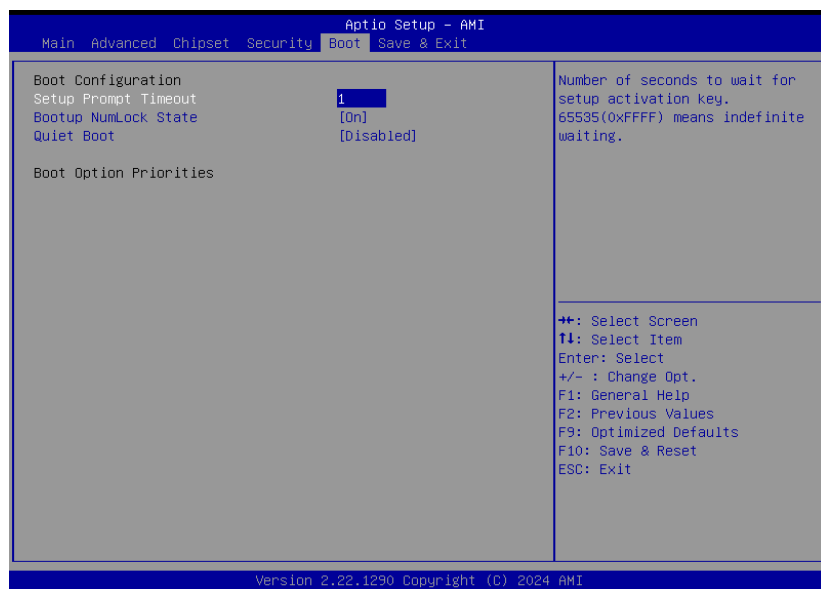 Aptio Setup - AMI
Main Advanced Chipset Security Boot Save & Exit
Boot Configuration
Setup Prompt Timeout 1
Bootup NumLock State [On]
Quiet Boot [Disabled]
Boot Option Priorities
Number of seconds to wait for
setup activation key.
65535(0xFFFF) means indefinite
waiting.
→←: Select Screen
↑↓: Select Item
Enter: Select
+/- : Change Opt.
F1: General Help
F2: Previous Values
F9: Optimized Defaults
F10: Save & Reset
ESC: Exit
Version 2.22.1290 Copyright (C) 2024 AMI